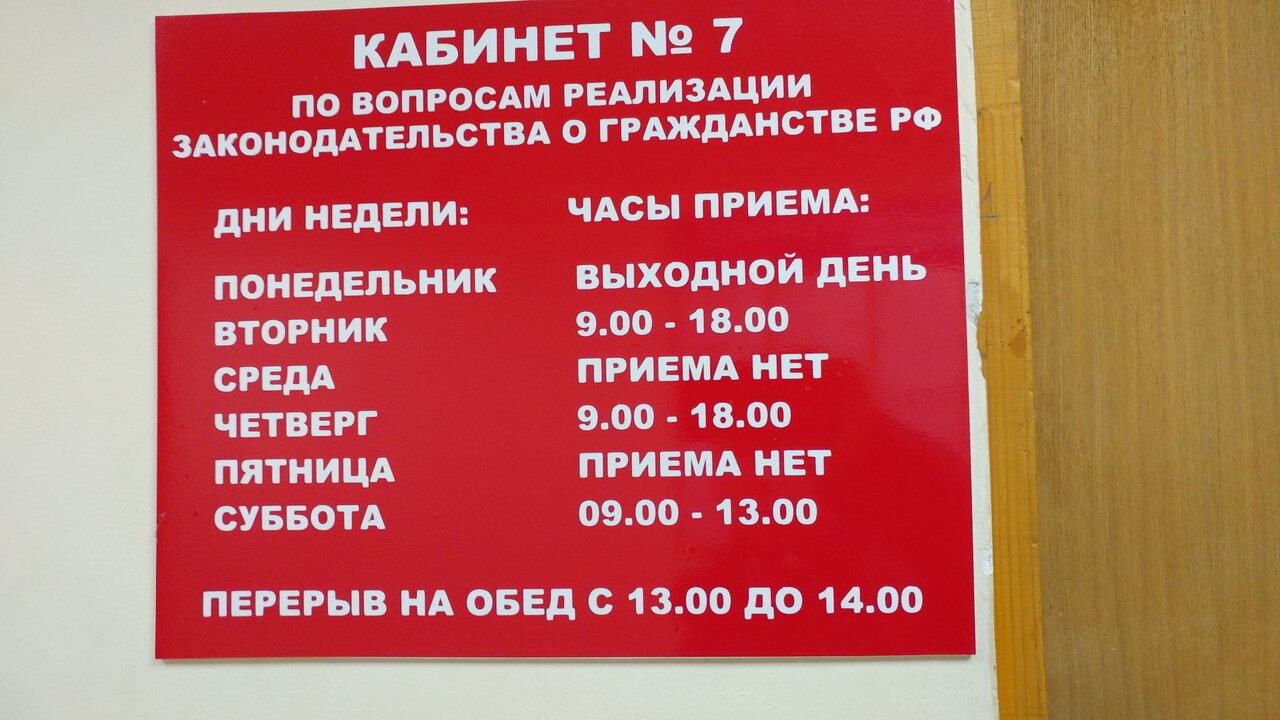 КАБИНЕТ № 7
ПО ВОПРОСАМ РЕАЛИЗАЦИИ
ЗАКОНОДАТЕЛЬСТВА О ГРАЖДАНСТВЕ РФ
ДНИ НЕДЕЛИ: ЧАСЫ ПРИЕМА:
ПОНЕДЕЛЬНИК ВЫХОДНОЙ ДЕНЬ
ВТОРНИК 9.00 - 18.00
СРЕДА ПРИЕМА НЕТ
ЧЕТВЕРГ 9.00 - 18.00
ПЯТНИЦА ПРИЕМА НЕТ
СУББОТА 09.00 - 13.00
ПЕРЕРЫВ НА ОБЕД С 13.00 ДО 14.00